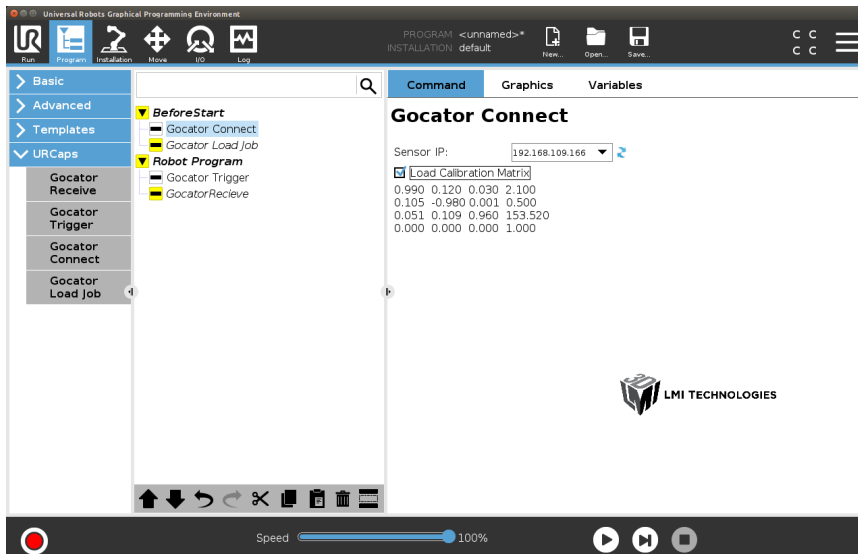 Universal Robots Graphical Programming Environment
PROGRAM <unnamed>*
INSTALLATION default
Run
Program
Installation
Move
I/O
Log
New...
Open...
Save...
C C
C C
Basic
Advanced
Templates
URCaps
Gocator
Receive
Gocator
Trigger
Gocator
Connect
Gocator
Load Job
BeforeStart
Gocator Connect
Gocator Load Job
Robot Program
Gocator Trigger
GocatorRecieve
Command
Graphics
Variables
Gocator Connect
Sensor IP:
192.168.109.166
Load Calibration Matrix
0.990 0.120 0.030 2.100
0.105 -0.980 0.001 0.500
0.051 0.109 0.960 153.520
0.000 0.000 0.000 1.000
3D
LMI TECHNOLOGIES
Speed
100%